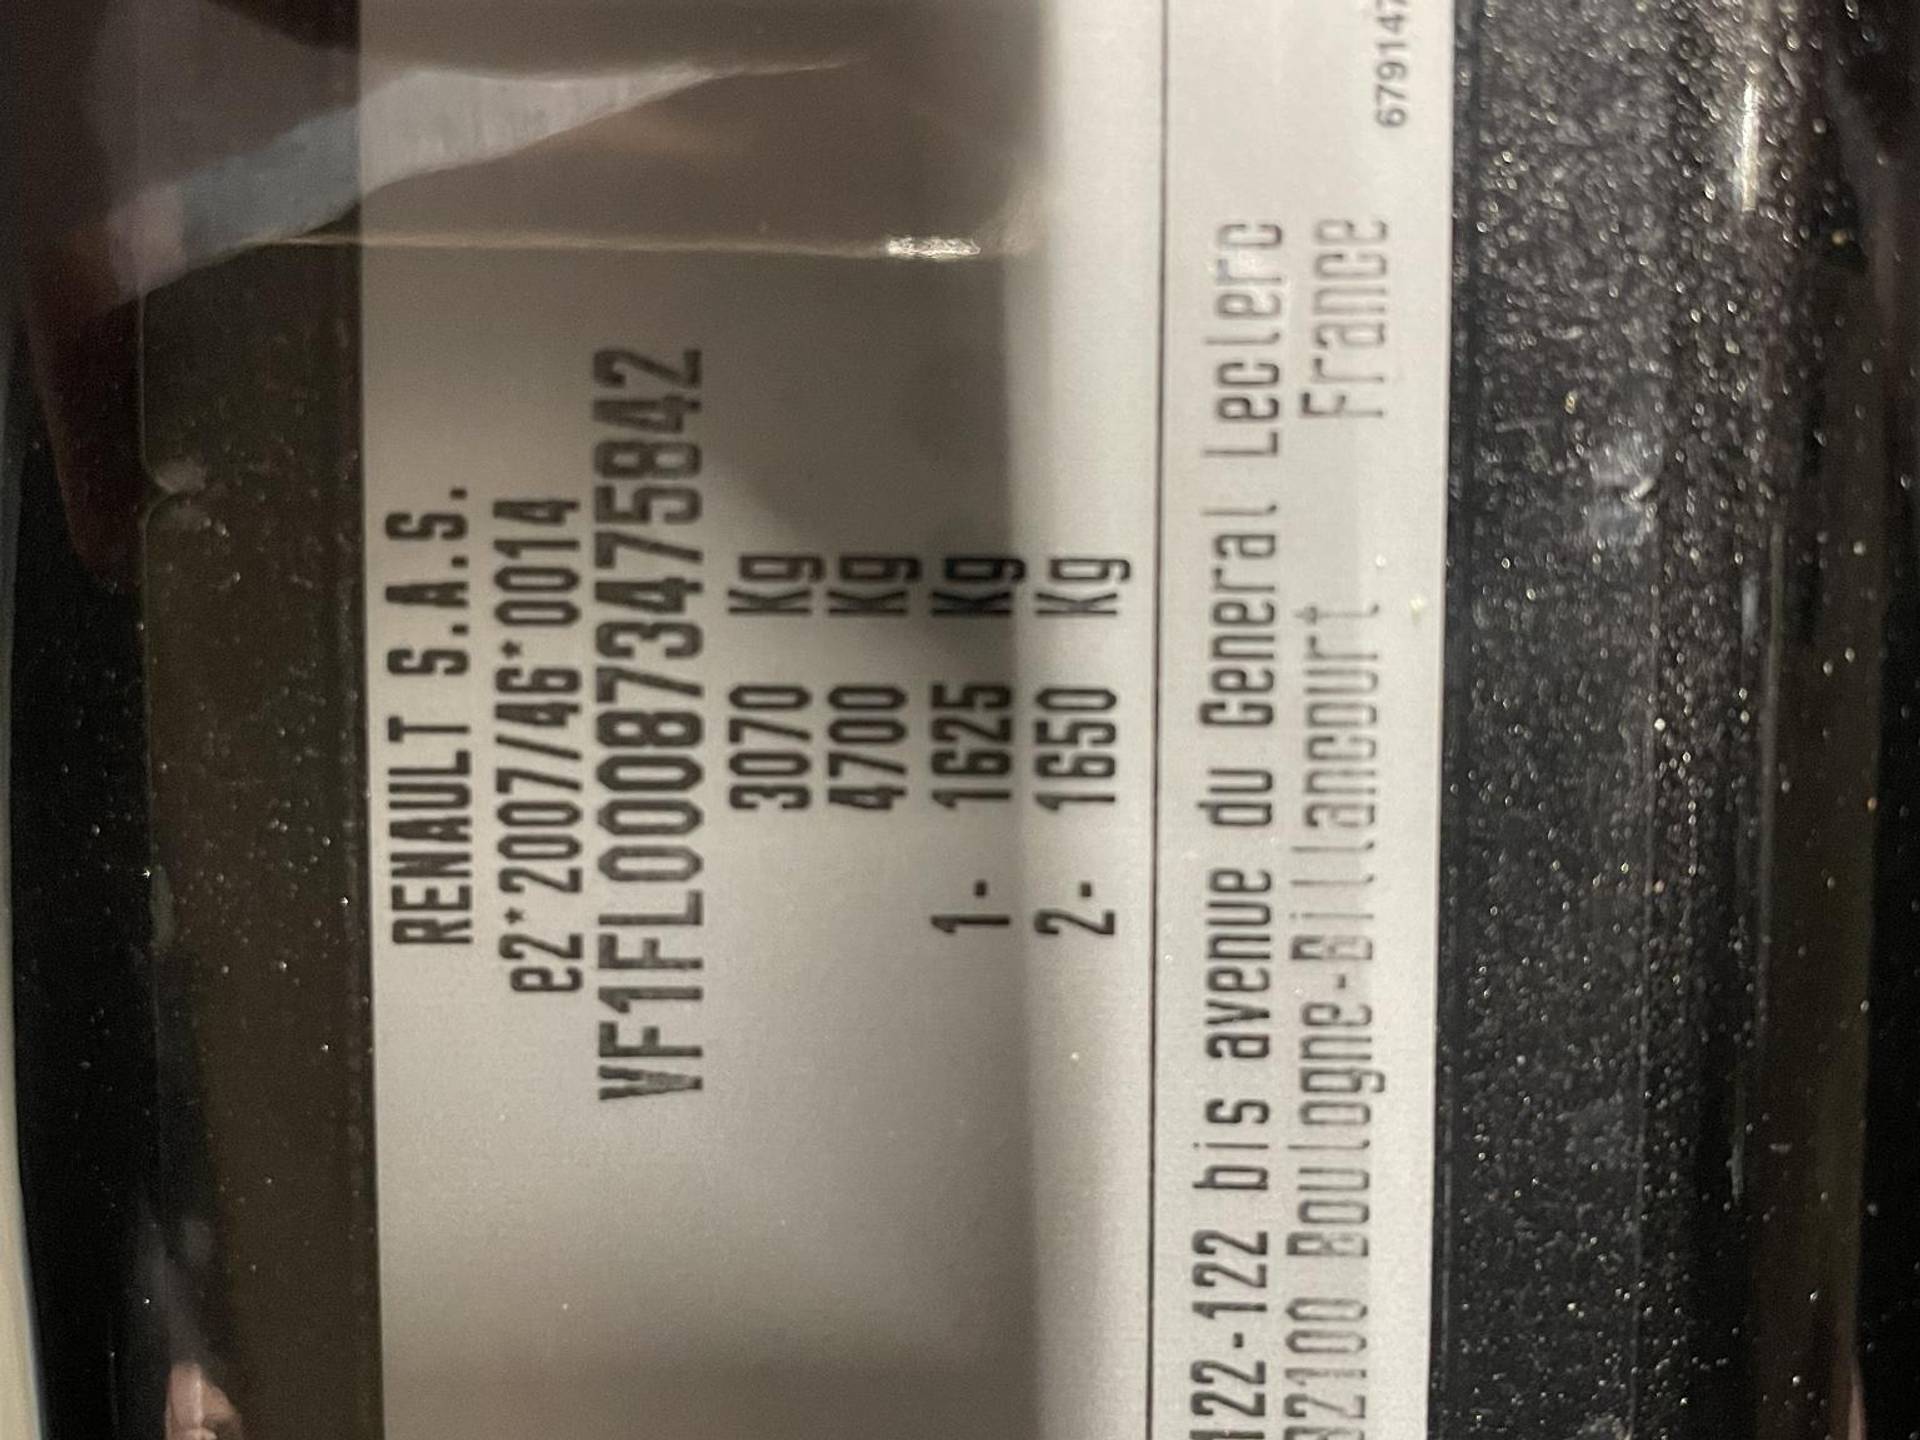 RENAULT S.A.S.
e2*2007/46*0014
VF1FL000873475842
3070 Kg
4700 Kg
1- 1625 Kg
2- 1650 Kg
122-122 bis avenue du General Leclerc
92100 Boulogne-Billancourt France
679147